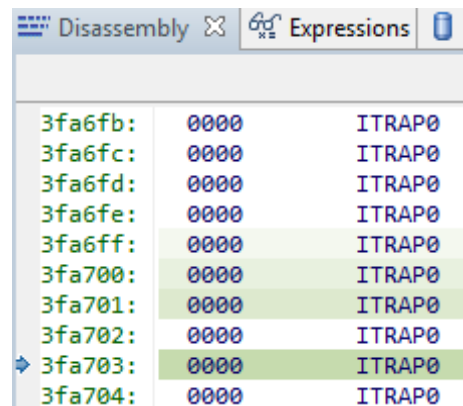 Disassembly Expressions
3fa6fb: 0000 ITRAP0
3fa6fc: 0000 ITRAP0
3fa6fd: 0000 ITRAP0
3fa6fe: 0000 ITRAP0
3fa6ff: 0000 ITRAP0
3fa700: 0000 ITRAP0
3fa701: 0000 ITRAP0
3fa702: 0000 ITRAP0
3fa703: 0000 ITRAP0
3fa704: 0000 ITRAP0